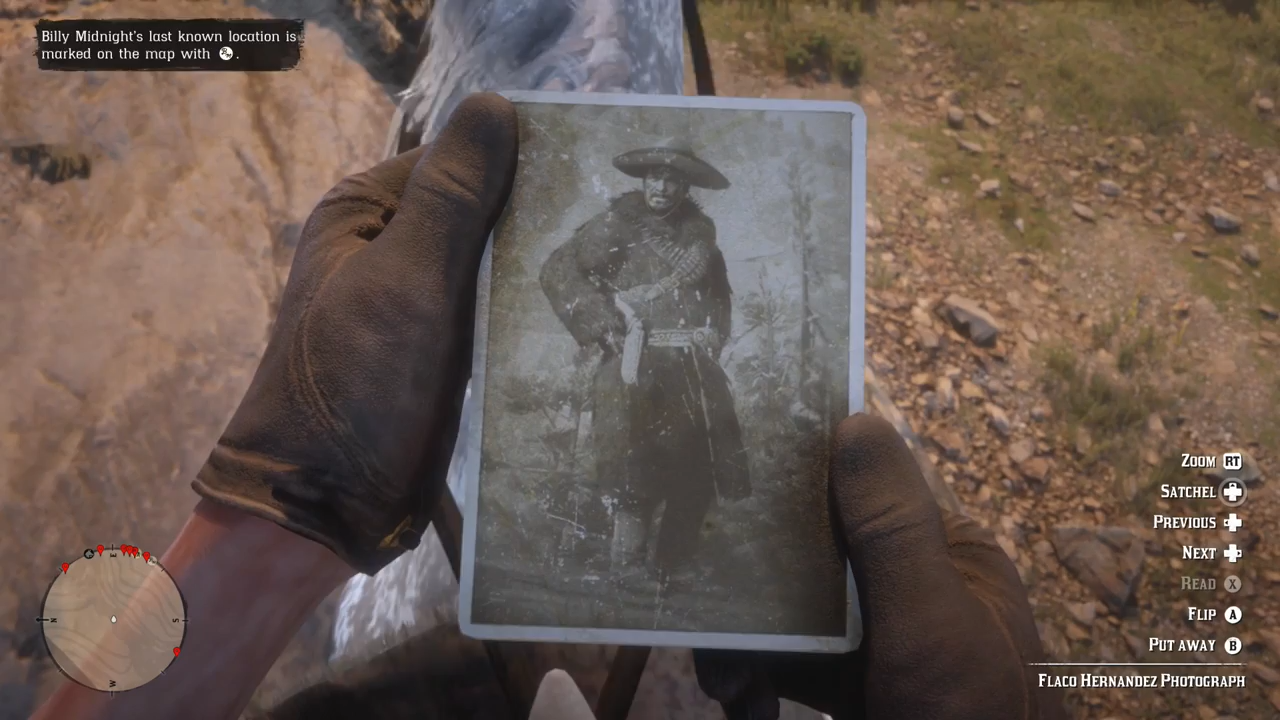 Billy Midnight's last known location is
marked on the map with .
ZOOM RT
SATCHEL
PREVIOUS
NEXT
READ X
FLIP A
PUT AWAY B
FLACO HERNANDEZ PHOTOGRAPH
N
E
S
W